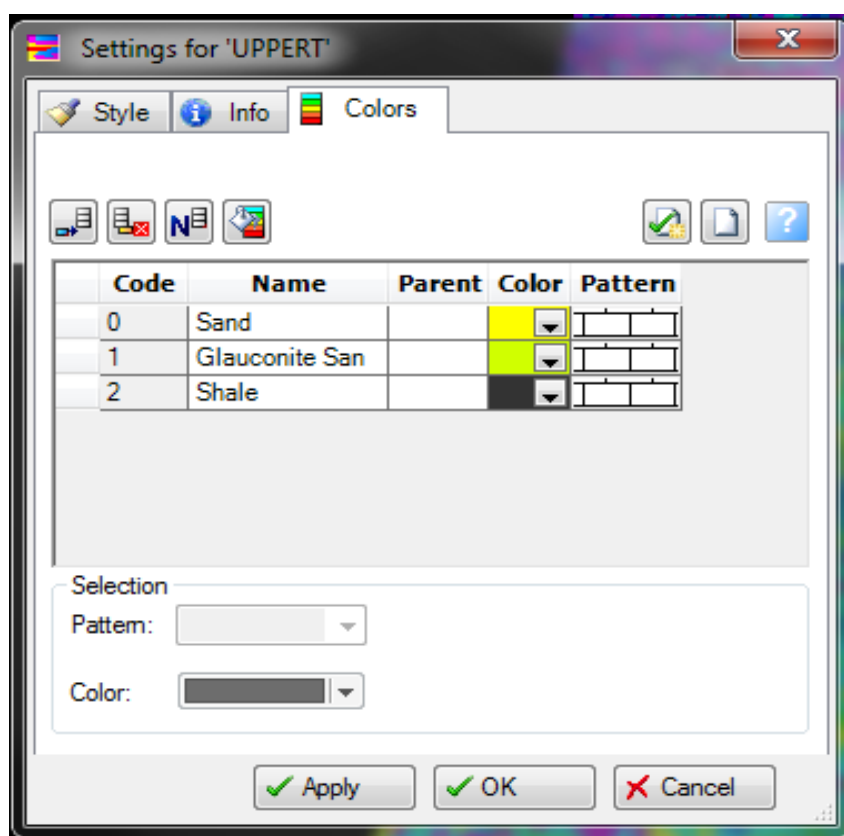 Settings for 'UPPERT'
Style Info Colors
N ?
Code Name Parent Color Pattern
0 Sand
1 Glauconite San
2 Shale
Selection
Pattern:
Color:
Apply OK Cancel